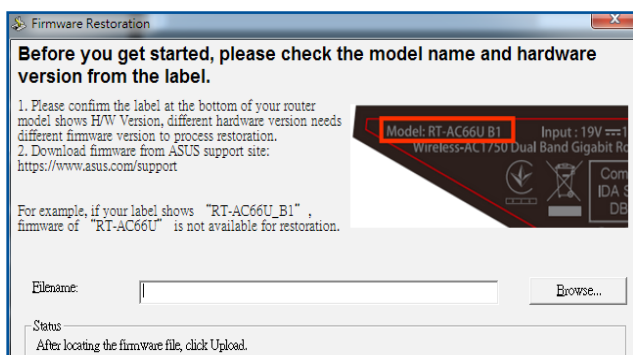 Firmware Restoration
Before you get started, please check the model name and hardware
version from the label.
1. Please confirm the label at the bottom of your router
model shows H/W Version, different hardware version needs
different firmware version to process restoration.
2. Download firmware from ASUS support site:
https://www.asus.com/support
For example, if your label shows “RT-AC66U_B1”,
firmware of “RT-AC66U” is not available for restoration.
Model: RT-AC66U B1 Input : 19V
Wireless-AC1750 Dual Band Gigabit
Com
IDA
DB
Filename:
Browse...
Status
After locating the firmware file, click Upload.